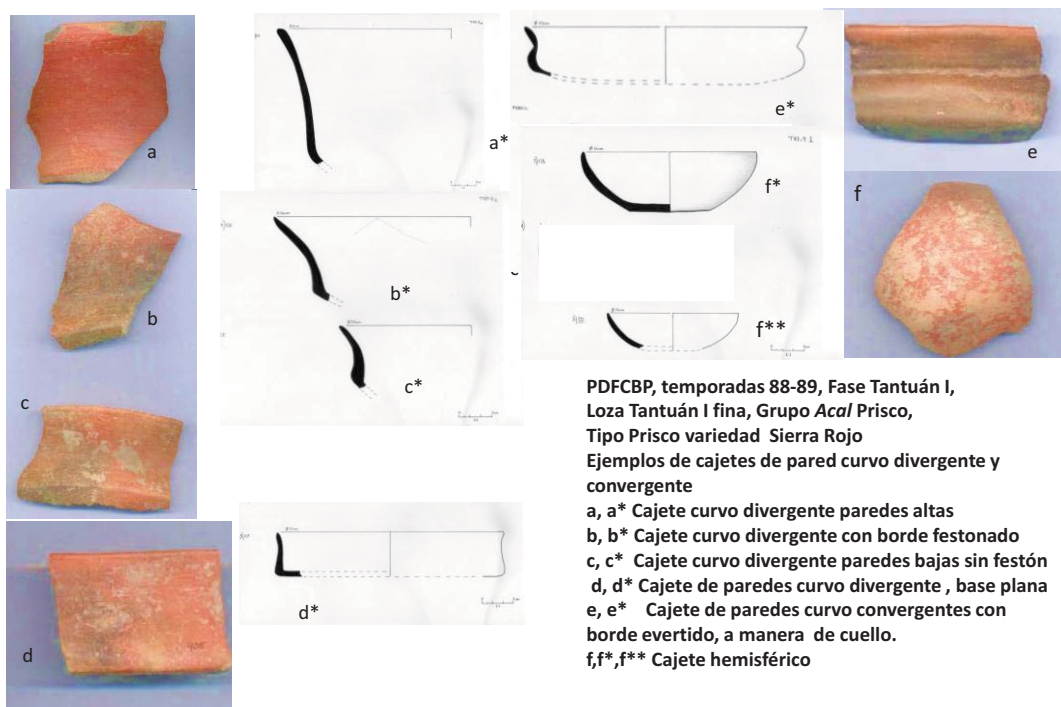 a
b
c
d
a*
b*
c*
d*
e*
f*
f**
e
f
PDFCBP, temporadas 88-89, Fase Tantuán I,
Loza Tantuán I fina, Grupo Acal Prisco,
Tipo Prisco variedad Sierra Rojo
Ejemplos de cajetes de pared curvo divergente y
convergente
a, a* Cajete curvo divergente paredes altas
b, b* Cajete curvo divergente con borde festonado
c, c* Cajete curvo divergente paredes bajas sin festón
d, d* Cajete de paredes curvo divergente , base plana
e, e* Cajete de paredes curvo convergentes con
borde evertido, a manera de cuello.
f,f*,f** Cajete hemisférico